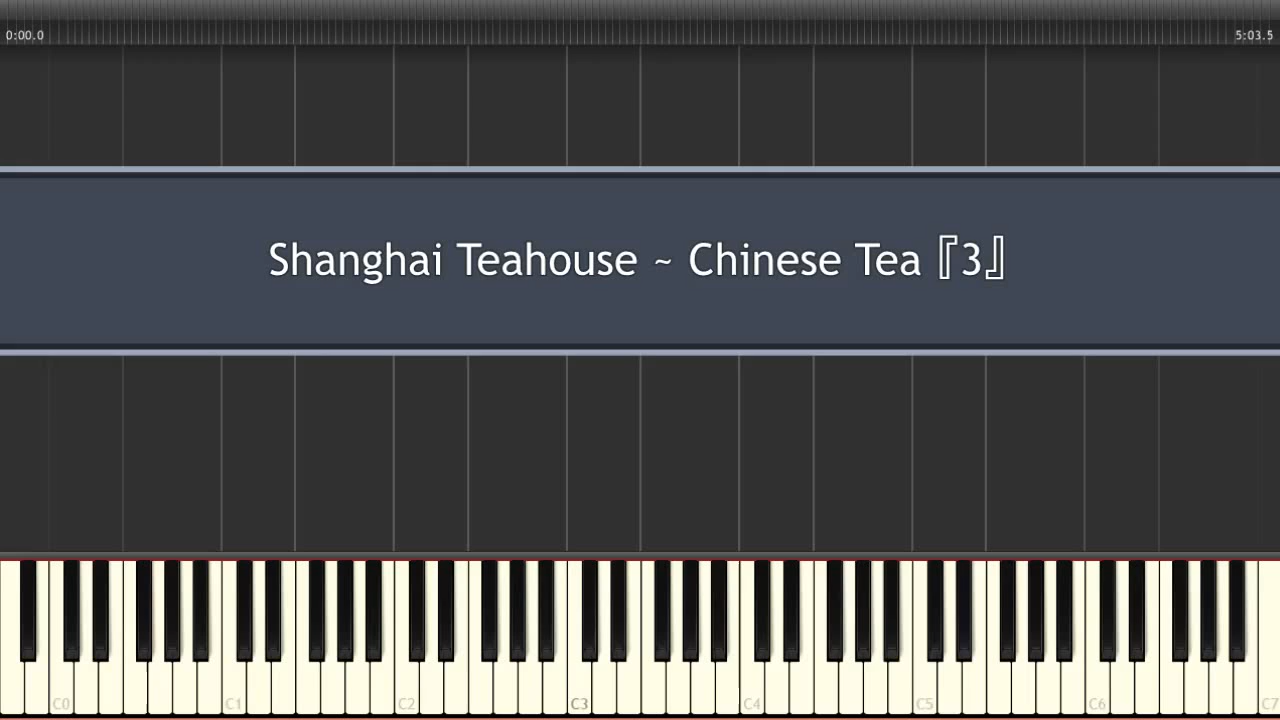 0:00.0 5:03.5
Shanghai Teahouse ~ Chinese Tea『3』
C0 C1 C2 C3 C4 C5 C6 C7